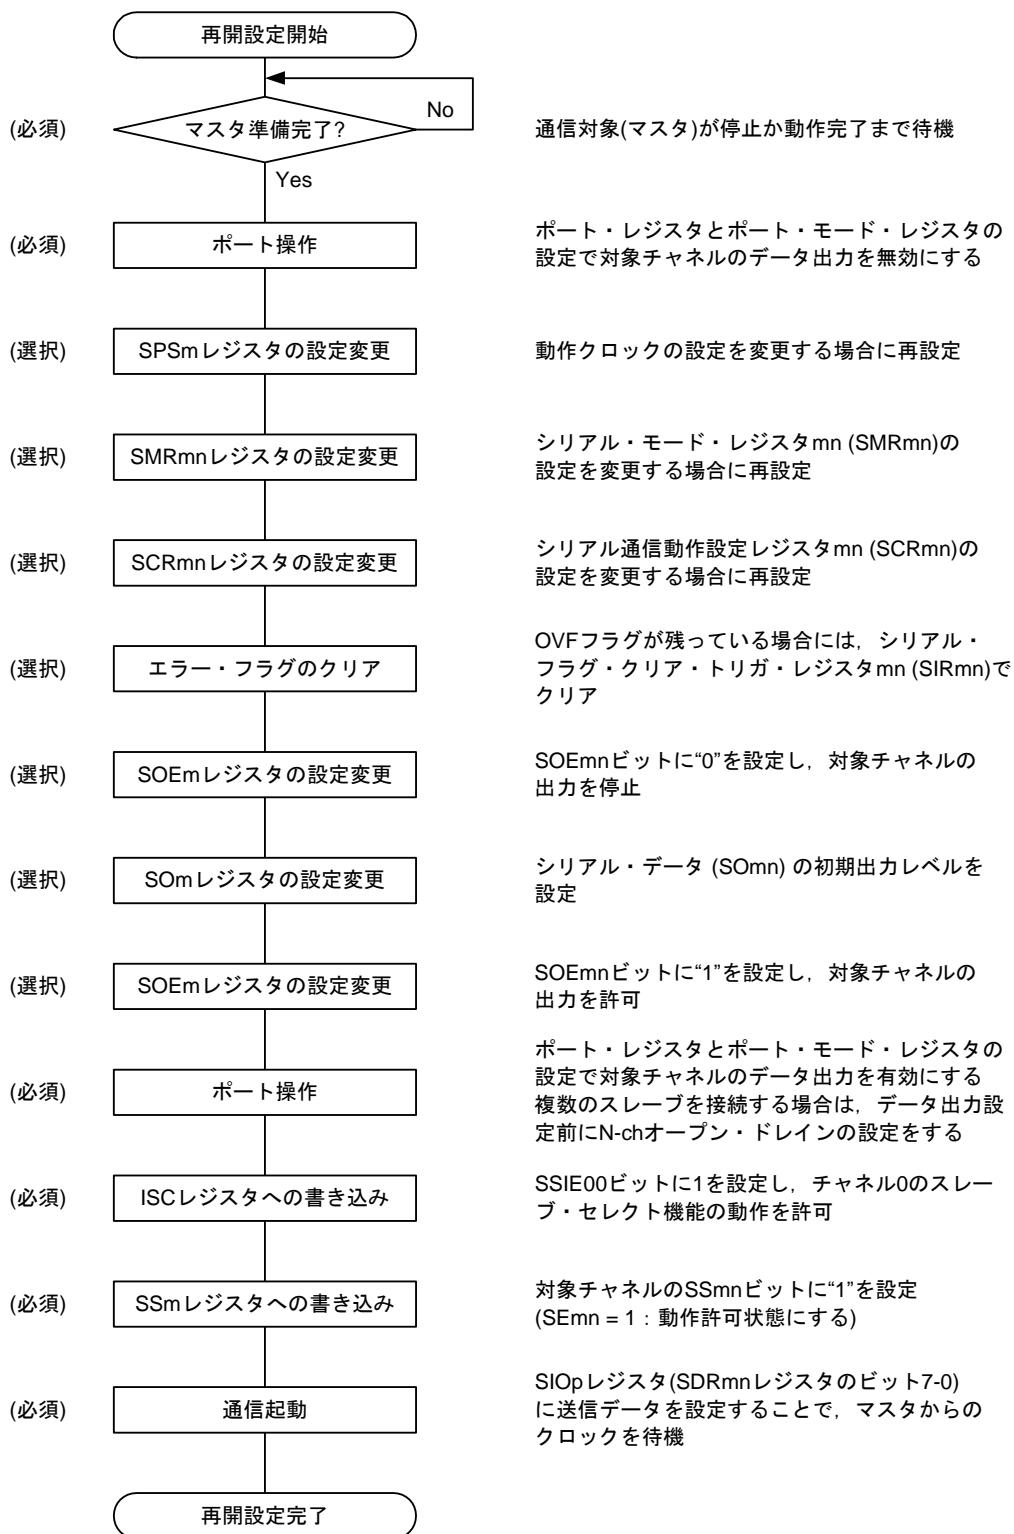 再開設定開始
No
(必須)
マスタ準備完了?
通信対象(マスタ)が停止か動作完了まで待機
Yes
(必須)
ポート操作
ポート・レジスタとポート・モード・レジスタの
設定で対象チャネルのデータ出力を無効にする
(選択)
SPSmレジスタの設定変更
動作クロックの設定を変更する場合に再設定
(選択)
SMRmnレジスタの設定変更
シリアル・モード・レジスタmn (SMRmn)の
設定を変更する場合に再設定
(選択)
SCRmnレジスタの設定変更
シリアル通信動作設定レジスタmn (SCRmn)の
設定を変更する場合に再設定
(選択)
エラー・フラグのクリア
OVFフラグが残っている場合には，シリアル・
フラグ・クリア・トリガ・レジスタmn (SIRmn)で
クリア
(選択)
SOEmレジスタの設定変更
SOEmnビットに“0”を設定し，対象チャネルの
出力を停止
(選択)
SOmレジスタの設定変更
シリアル・データ (SOmn) の初期出力レベルを
設定
(選択)
SOEmレジスタの設定変更
SOEmnビットに“1”を設定し，対象チャネルの
出力を許可
(必須)
ポート操作
ポート・レジスタとポート・モード・レジスタの
設定で対象チャネルのデータ出力を有効にする
複数のスレーブを接続する場合は，データ出力設
定前にN-chオープン・ドレインの設定をする
(必須)
ISCレジスタへの書き込み
SSIE00ビットに1を設定し，チャネル0のスレー
ブ・セレクト機能の動作を許可
(必須)
SSmレジスタへの書き込み
対象チャネルのSSmnビットに“1”を設定
(SEmn = 1：動作許可状態にする)
(必須)
通信起動
SIOpレジスタ(SDRmnレジスタのビット7-0)
に送信データを設定することで，マスタからの
クロックを待機
再開設定完了